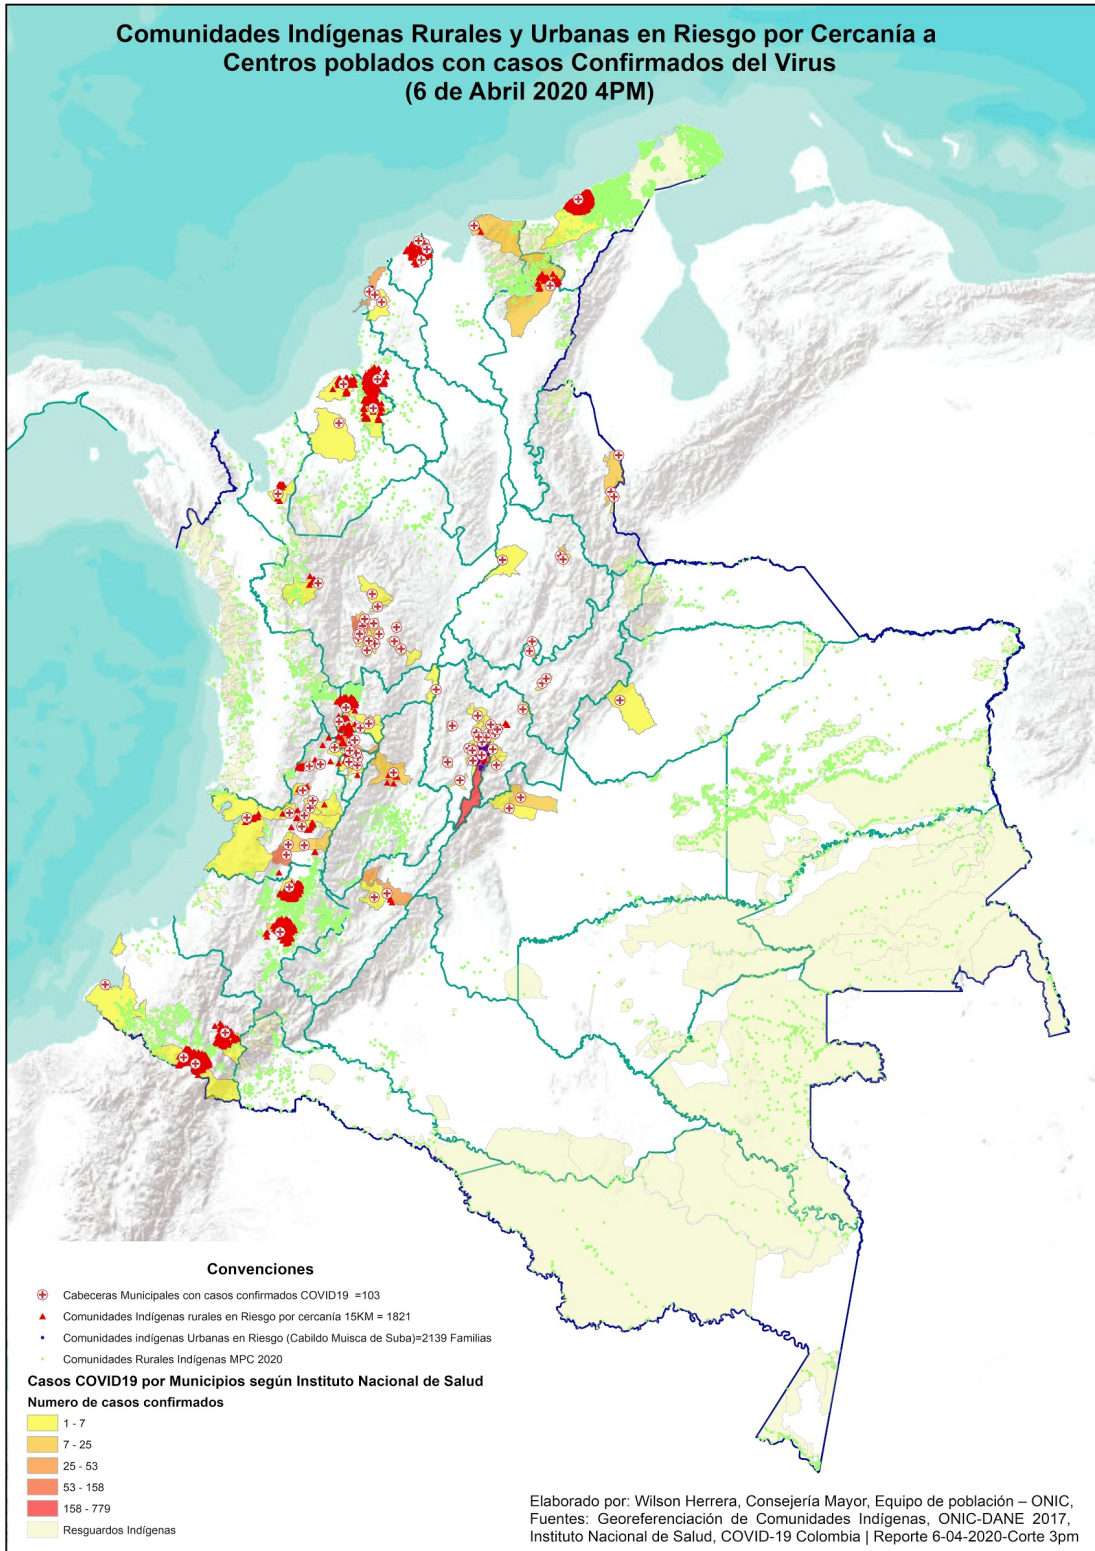 Comunidades Indígenas Rurales y Urbanas en Riesgo por Cercanía a
Centros poblados con casos Confirmados del Virus
(6 de Abril 2020 4PM)
Convenciones
Cabeceras Municipales con casos confirmados COVID19 =103
Comunidades Indígenas rurales en Riesgo por cercanía 15KM = 1821
Comunidades indígenas Urbanas en Riesgo (Cabildo Muisca de Suba)=2139 Familias
Comunidades Rurales Indígenas MPC 2020
Casos COVID19 por Municipios según Instituto Nacional de Salud
Numero de casos confirmados
1 - 7
7 - 25
25 - 53
53 - 158
158 - 779
Resguardos Indígenas
Elaborado por: Wilson Herrera, Consejería Mayor, Equipo de población – ONIC,
Fuentes: Georeferenciación de Comunidades Indígenas, ONIC-DANE 2017,
Instituto Nacional de Salud, COVID-19 Colombia | Reporte 6-04-2020-Corte 3pm